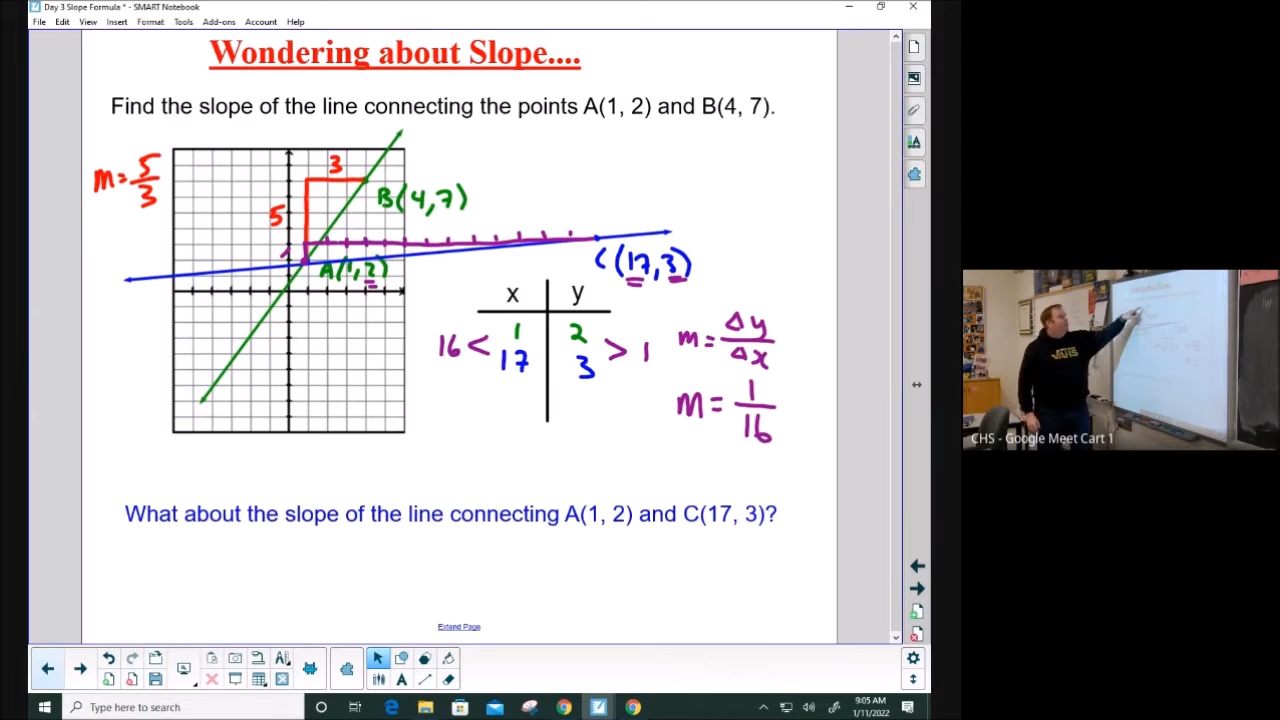 Day 3 Slope Formula * - SMART Notebook
File Edit View Insert Format Tools Add-ons Account Help
Wondering about Slope....
Find the slope of the line connecting the points A(1, 2) and B(4, 7).
m=5/3
3
5
B(4,7)
1
A(1,2)
C(17,3)
x y
1 2
17 3
16 <
> 1
m=Δy/Δx
m=1/16
What about the slope of the line connecting A(1, 2) and C(17, 3)?
Extend Page
Type here to search
9:05 AM
1/11/2022
VANS
CHS - Google Meet Cart 1